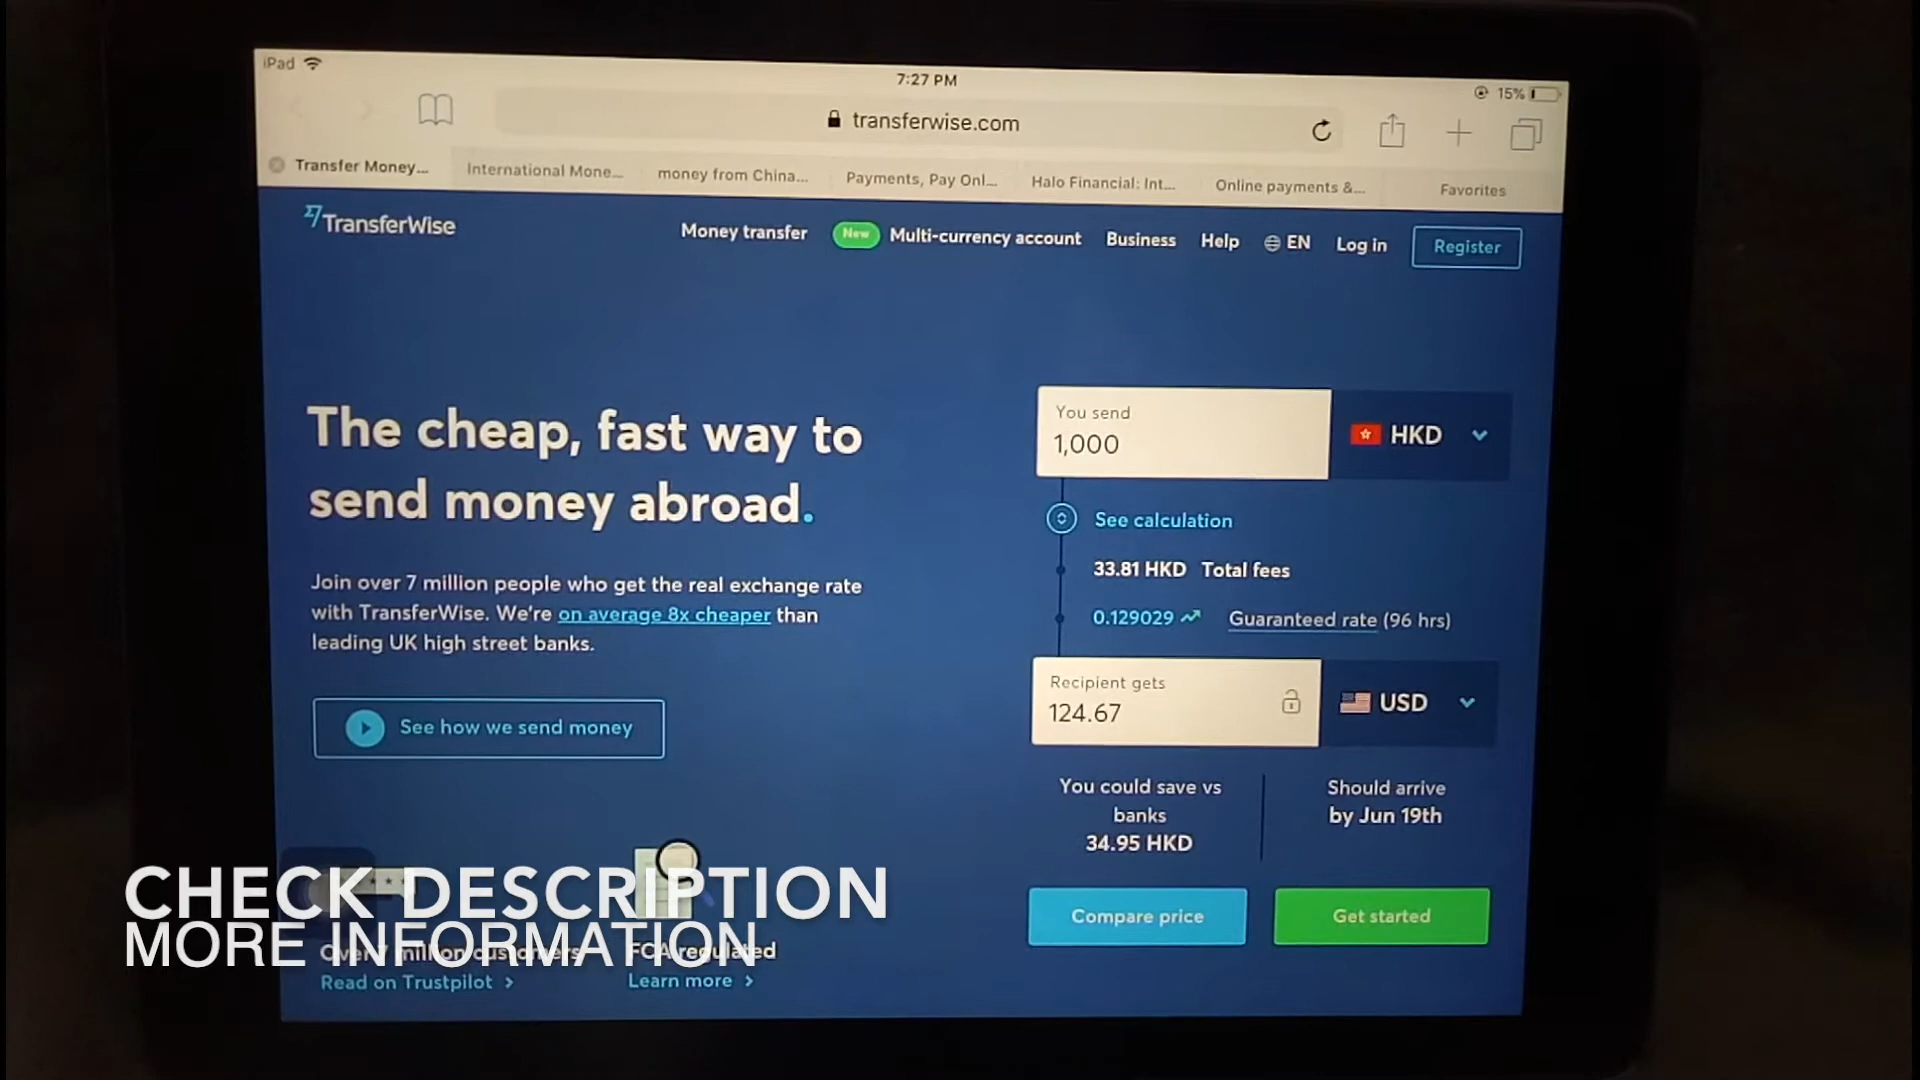 iPad
7:27 PM
15%
transferwise.com
Transfer Money...
International Mone...
money from China...
Payments, Pay Onl...
Halo Financial: Int...
Online payments &...
Favorites
TransferWise
Money transfer
New
Multi-currency account
Business
Help
EN
Log in
Register
The cheap, fast way to
send money abroad.
Join over 7 million people who get the real exchange rate
with TransferWise. We're on average 8x cheaper than
leading UK high street banks.
See how we send money
You send
1,000
HKD
See calculation
33.81 HKD Total fees
0.129029 Guaranteed rate (96 hrs)
Recipient gets
124.67
USD
You could save vs
banks
34.95 HKD
Should arrive
by Jun 19th
Compare price
Get started
CHECK DESCRIPTION
MORE INFORMATION
Over 7 million customers
Read on Trustpilot >
FCA regulated
Learn more >